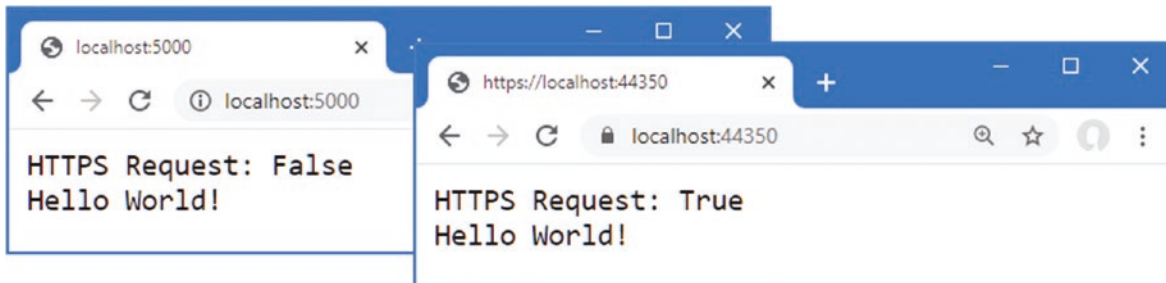 localhost:5000
localhost:5000
HTTPS Request: False
Hello World!
https://localhost:44350
localhost:44350
HTTPS Request: True
Hello World!